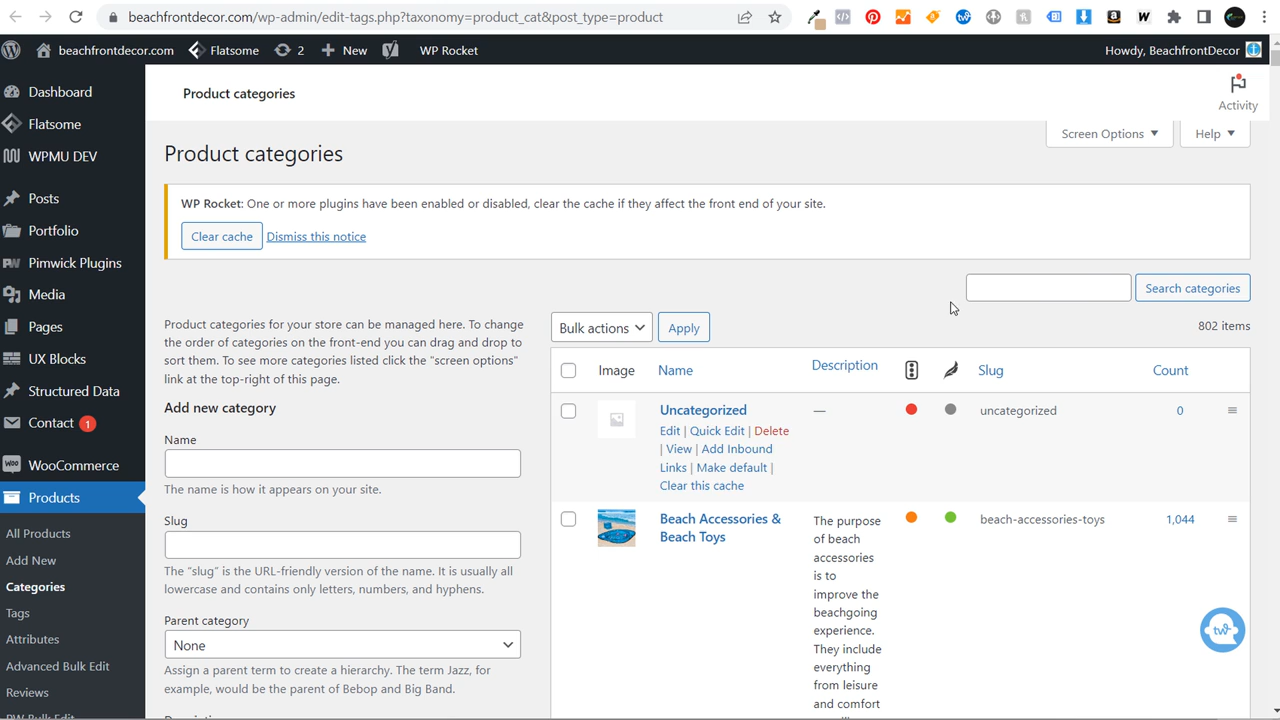 beachfrontdecor.com/wp-admin/edit-tags.php?taxonomy=product_cat&post_type=product
beachfrontdecor.com Flatsome 2 New WP Rocket Howdy, BeachfrontDecor
Dashboard
Flatsome
WPMU DEV
Posts
Portfolio
Pimwick Plugins
Media
Pages
UX Blocks
Structured Data
Contact 1
WooCommerce
Products
All Products
Add New
Categories
Tags
Attributes
Advanced Bulk Edit
Reviews
PW Bulk Edit
Product categories
Activity
Screen Options Help
Product categories
WP Rocket: One or more plugins have been enabled or disabled, clear the cache if they affect the front end of your site.
Clear cache Dismiss this notice
Search categories
Product categories for your store can be managed here. To change
the order of categories on the front-end you can drag and drop to
sort them. To see more categories listed click the "screen options"
link at the top-right of this page.
Add new category
Name
The name is how it appears on your site.
Slug
The "slug" is the URL-friendly version of the name. It is usually all
lowercase and contains only letters, numbers, and hyphens.
Parent category
None
Assign a parent term to create a hierarchy. The term Jazz, for
example, would be the parent of Bebop and Big Band.
Description
Bulk actions Apply 802 items
Image Name Description Slug Count
Uncategorized — uncategorized 0
Edit | Quick Edit | Delete
| View | Add Inbound
Links | Make default |
Clear this cache
Beach Accessories &
Beach Toys
The purpose
of beach
accessories
is to
improve the
beachgoing
experience.
They include
everything
from leisure
and comfort
beach-accessories-toys 1,044
tw